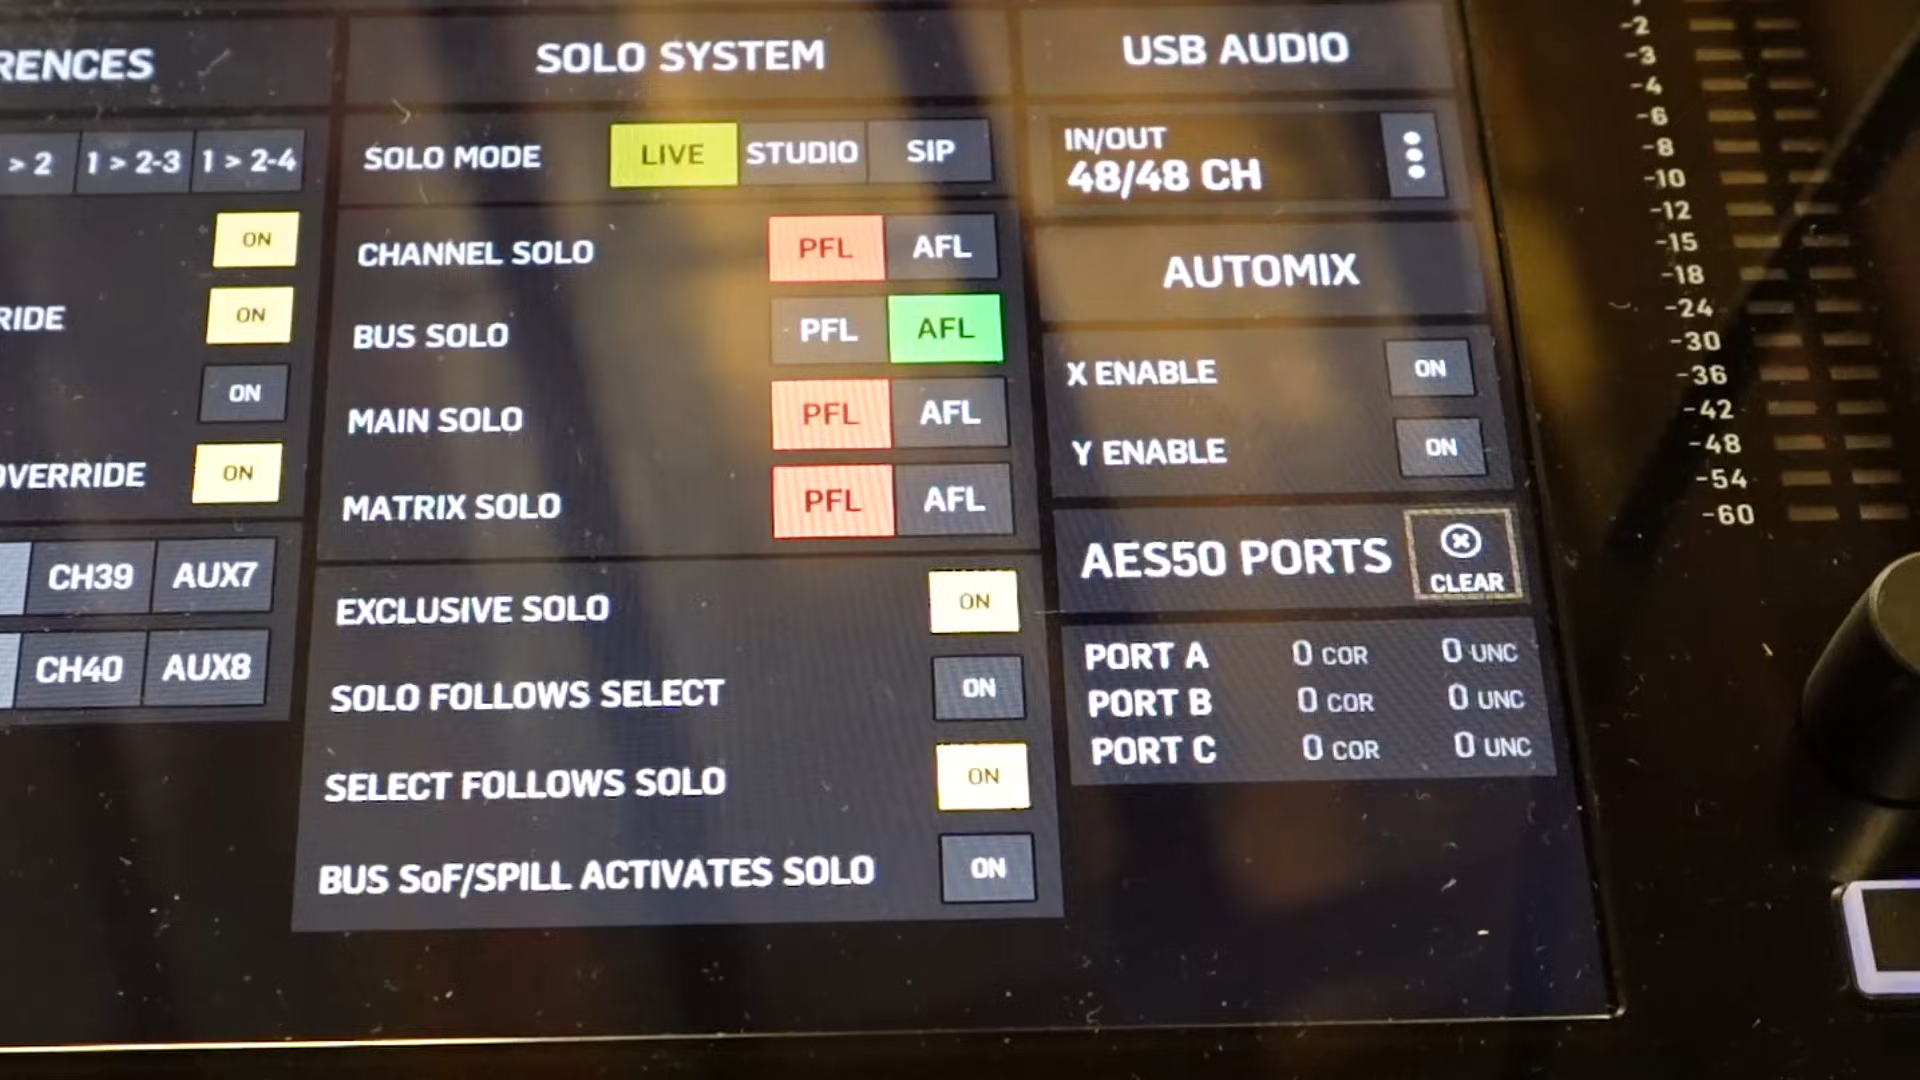 RENCES
> 2 1 > 2-3 1 > 2-4
ON
RIDE ON
ON
OVERRIDE ON
CH39 AUX7
CH40 AUX8
SOLO SYSTEM
SOLO MODE LIVE STUDIO SIP
CHANNEL SOLO PFL AFL
BUS SOLO PFL AFL
MAIN SOLO PFL AFL
MATRIX SOLO PFL AFL
EXCLUSIVE SOLO ON
SOLO FOLLOWS SELECT ON
SELECT FOLLOWS SOLO ON
BUS SoF/SPILL ACTIVATES SOLO ON
USB AUDIO
IN/OUT
48/48 CH
AUTOMIX
X ENABLE ON
Y ENABLE ON
AES50 PORTS CLEAR
PORT A 0 COR 0 UNC
PORT B 0 COR 0 UNC
PORT C 0 COR 0 UNC
-2
-3
-4
-6
-8
-10
-12
-15
-18
-24
-30
-36
-42
-48
-54
-60